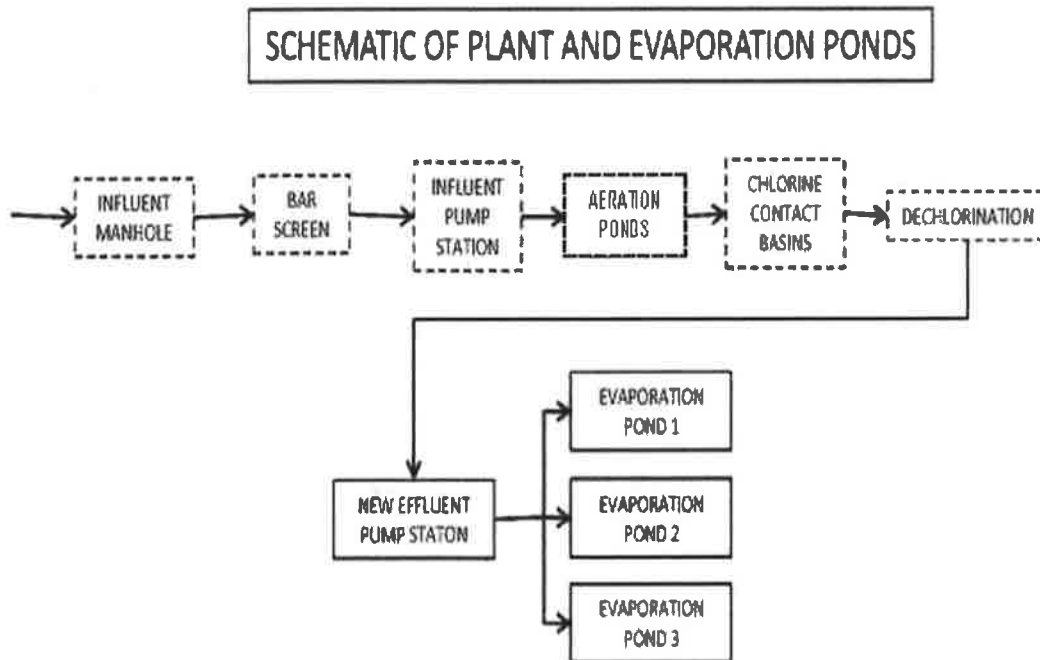 SCHEMATIC OF PLANT AND EVAPORATION PONDS
INFLUENT
MANHOLE
BAR
SCREEN
INFLUENT
PUMP
STATION
AERATION
PONDS
CHLORINE
CONTACT
BASINS
DECHLORINATION
NEW EFFLUENT
PUMP STATON
EVAPORATION
POND 1
EVAPORATION
POND 2
EVAPORATION
POND 3